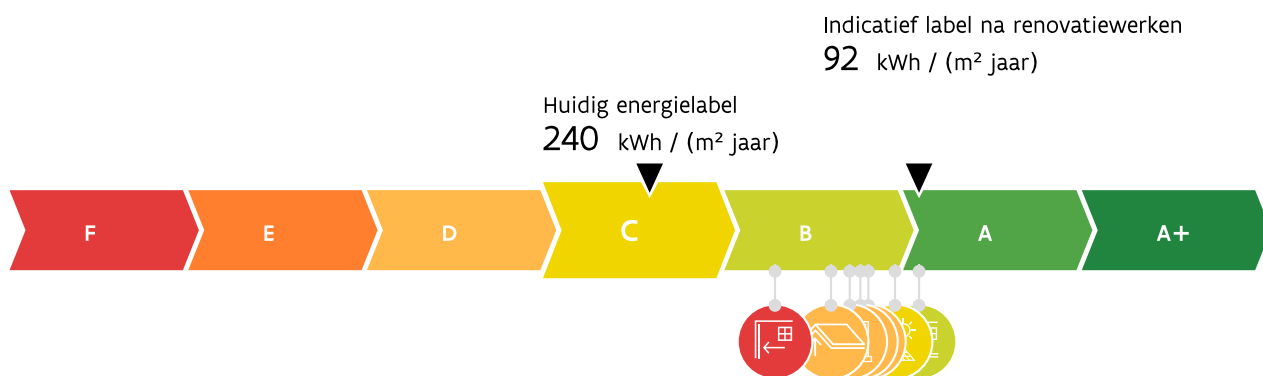 Indicatief label na renovatiewerken
92 kWh / (m² jaar)
Huidig energielabel
240 kWh / (m² jaar)
F E D C B A A+